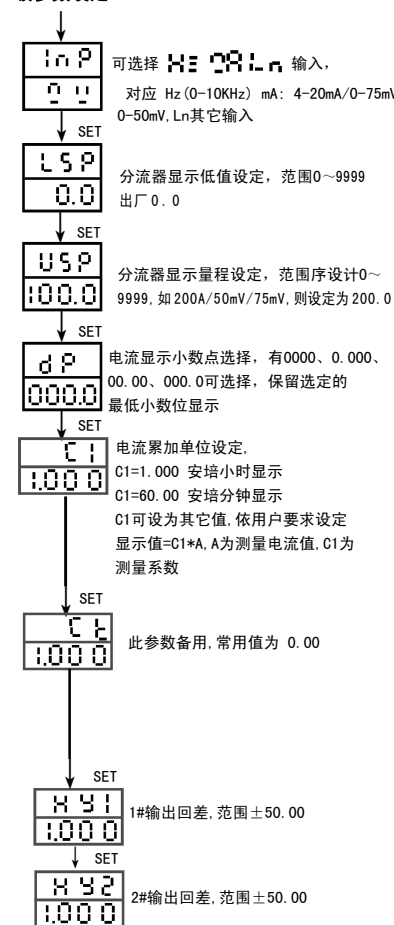 InP
可选择 HZ mA Ln 输入,
対应 Hz(0-10KHz) mA: 4-20mA/0-75mV
0-50mV,Ln其它输入
SET
LSP
0.0
分流器显示低值设定, 范围0～9999
出厂0.0
SET
USP
100.0
分流器显示量程设定, 范围序设计0～
9999,如200A/50mV/75mV,则设定为200.0
SET
dP
000.0
电流显示小数点选择, 有0000、0.000、
00.00、000.0可选择, 保留选定的
最低小数位显示
SET
C1
1.000
电流累加单位设定,
C1=1.000 安培小时显示
C1=60.00 安培分钟显示
C1可设为其它值,依用户要求设定
显示值=C1*A,A为测量电流值,C1为
测量系数
SET
Ct
1.000
此参数备用,常用值为 0.00
SET
HY1
1.000
1#输出回差,范围±50.00
SET
HY2
1.000
2#输出回差,范围±50.00